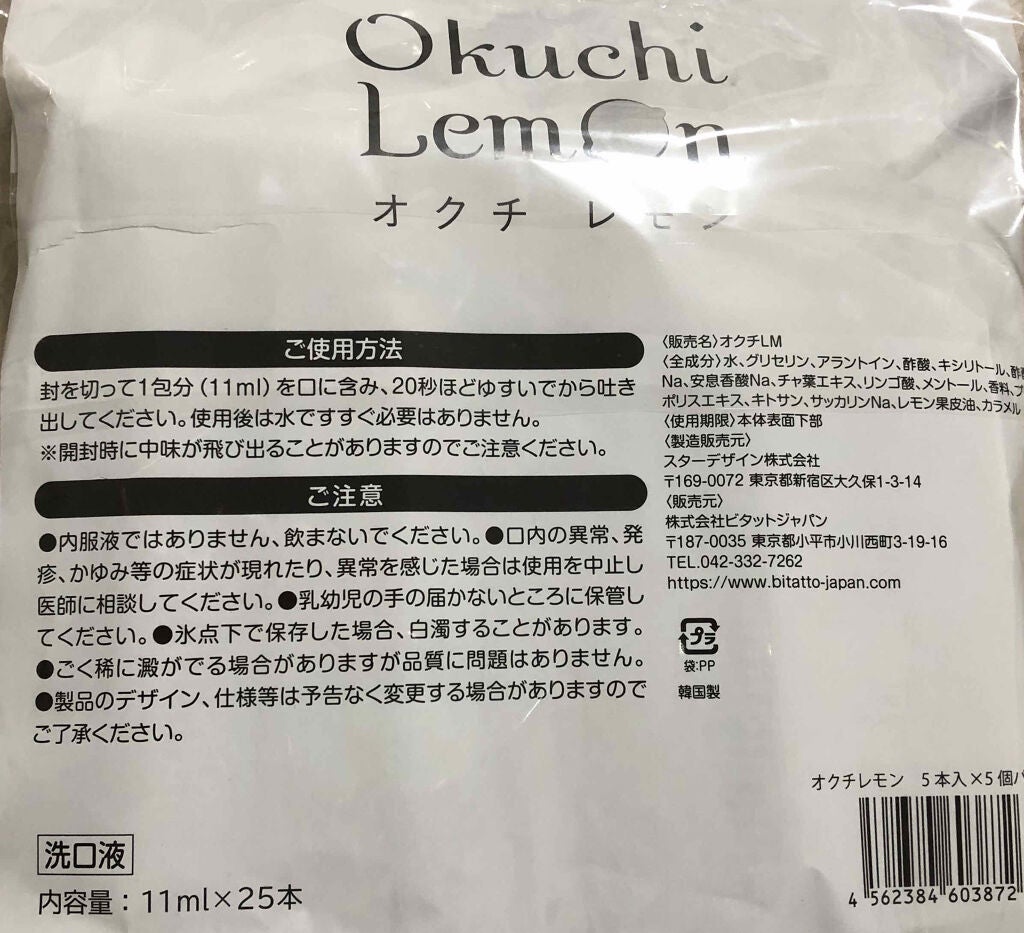 Okuchi
Lemon
オクチ レモン
ご使用方法
封を切って1包分（11ml）を口に含み、20秒ほどゆすいでから吐き
出してください。使用後は水ですすぐ必要はありません。
※開封時に中味が飛び出ることがありますのでご注意ください。
ご注意
●内服液ではありません、飲まないでください。●口内の異常、発
疹、かゆみ等の症状が現れたり、異常を感じた場合は使用を中止し
医師に相談してください。●乳幼児の手の届かないところに保管し
てください。●氷点下で保存した場合、白濁することがあります。
●ごく稀に澱がでる場合がありますが品質に問題はありません。
●製品のデザイン、仕様等は予告なく変更する場合がありますので
ご了承ください。
〈販売名〉オクチLM
〈全成分〉水、グリセリン、アラントイン、酢酸、キシリトール、酢酸
Na、安息香酸Na、チャ葉エキス、リンゴ酸、メントール、香料、プ
ポリスエキス、キトサン、サッカリンNa、レモン果皮油、カラメル
〈使用期限〉本体表面下部
〈製造販売元〉
スターデザイン株式会社
〒169-0072 東京都新宿区大久保1-3-14
〈販売元〉
株式会社ビタットジャパン
〒187-0035 東京都小平市小川西町3-19-16
TEL.042-332-7262
https://www.bitatto-japan.com
プラ
袋:PP
韓国製
オクチレモン 5本入×5個パ
4 562384 603872
洗口液
内容量：11ml×25本